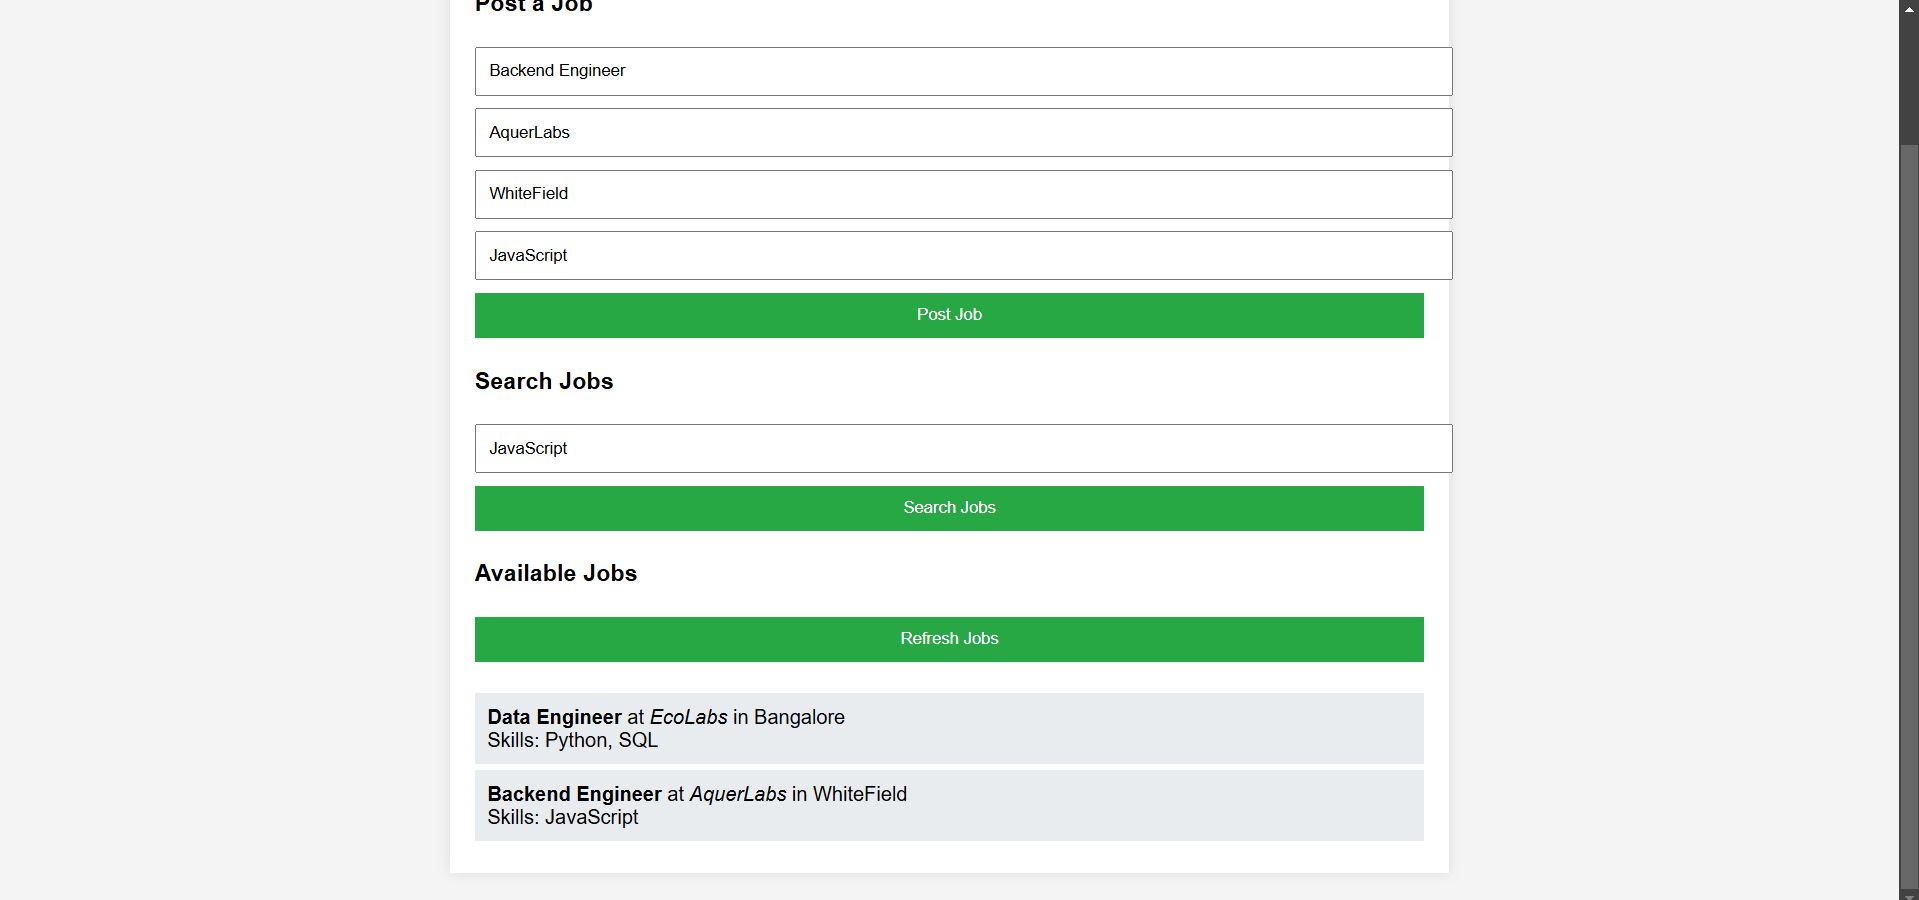 Post a Job
Backend Engineer
AquerLabs
WhiteField
JavaScript
Post Job
Search Jobs
JavaScript
Search Jobs
Available Jobs
Refresh Jobs
Data Engineer at EcoLabs in Bangalore
Skills: Python, SQL
Backend Engineer at AquerLabs in WhiteField
Skills: JavaScript